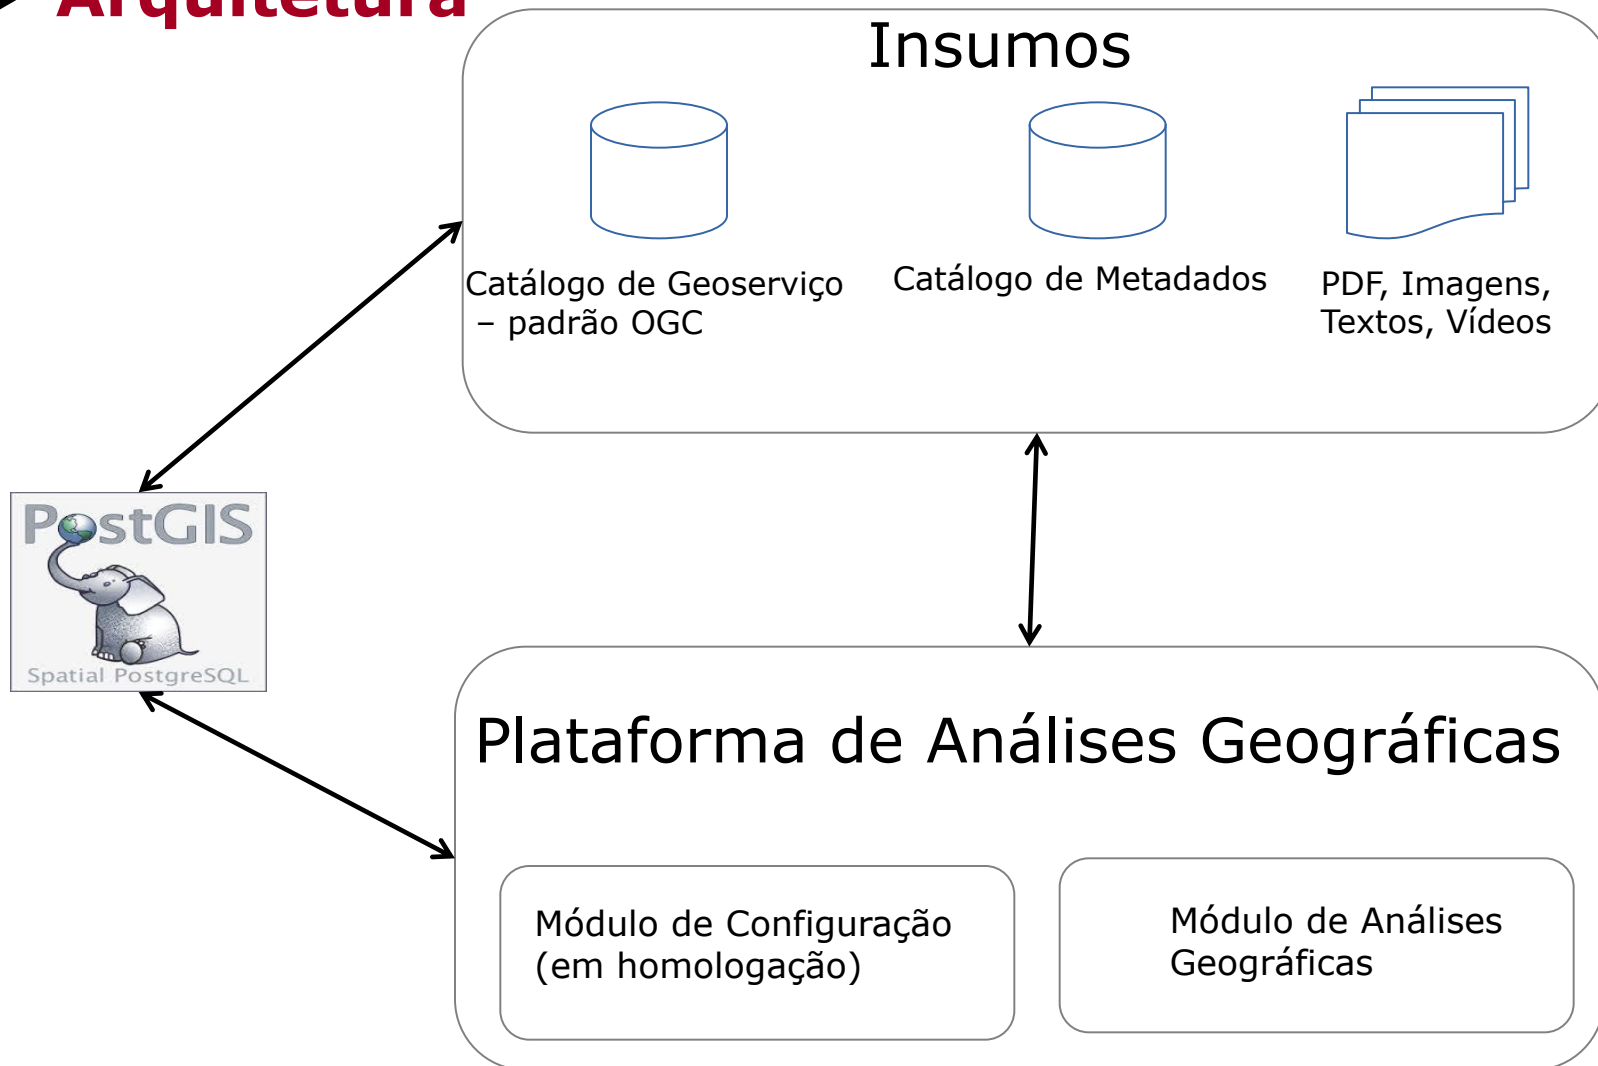 Arquitetura
Insumos
Catálogo de Geoserviço
– padrão OGC
Catálogo de Metadados
PDF, Imagens,
Textos, Vídeos
PostGIS
Spatial PostgreSQL
Plataforma de Análises Geográficas
Módulo de Configuração
(em homologação)
Módulo de Análises
Geográficas